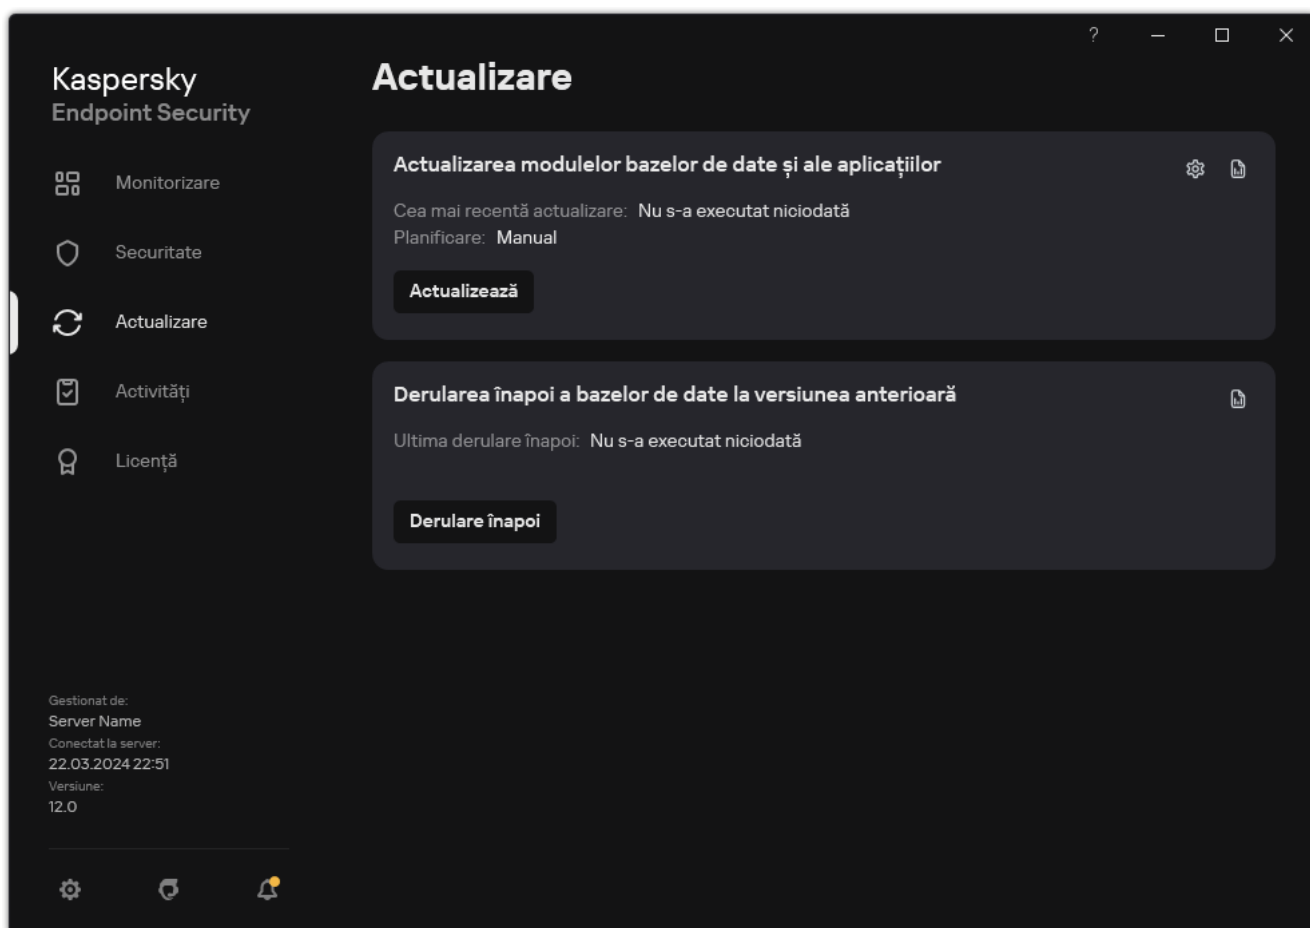 ?
Kaspersky
Endpoint Security
Monitorizare
Securitate
Actualizare
Activități
Licență
Gestionat de:
Server Name
Conectat la server:
22.03.2024 22:51
Versiune:
12.0
Actualizare
Actualizarea modulelor bazelor de date și ale aplicațiilor
Cea mai recentă actualizare: Nu s-a executat niciodată
Planificare: Manual
Actualizează
Derularea înapoi a bazelor de date la versiunea anterioară
Ultima derulare înapoi: Nu s-a executat niciodată
Derulare înapoi